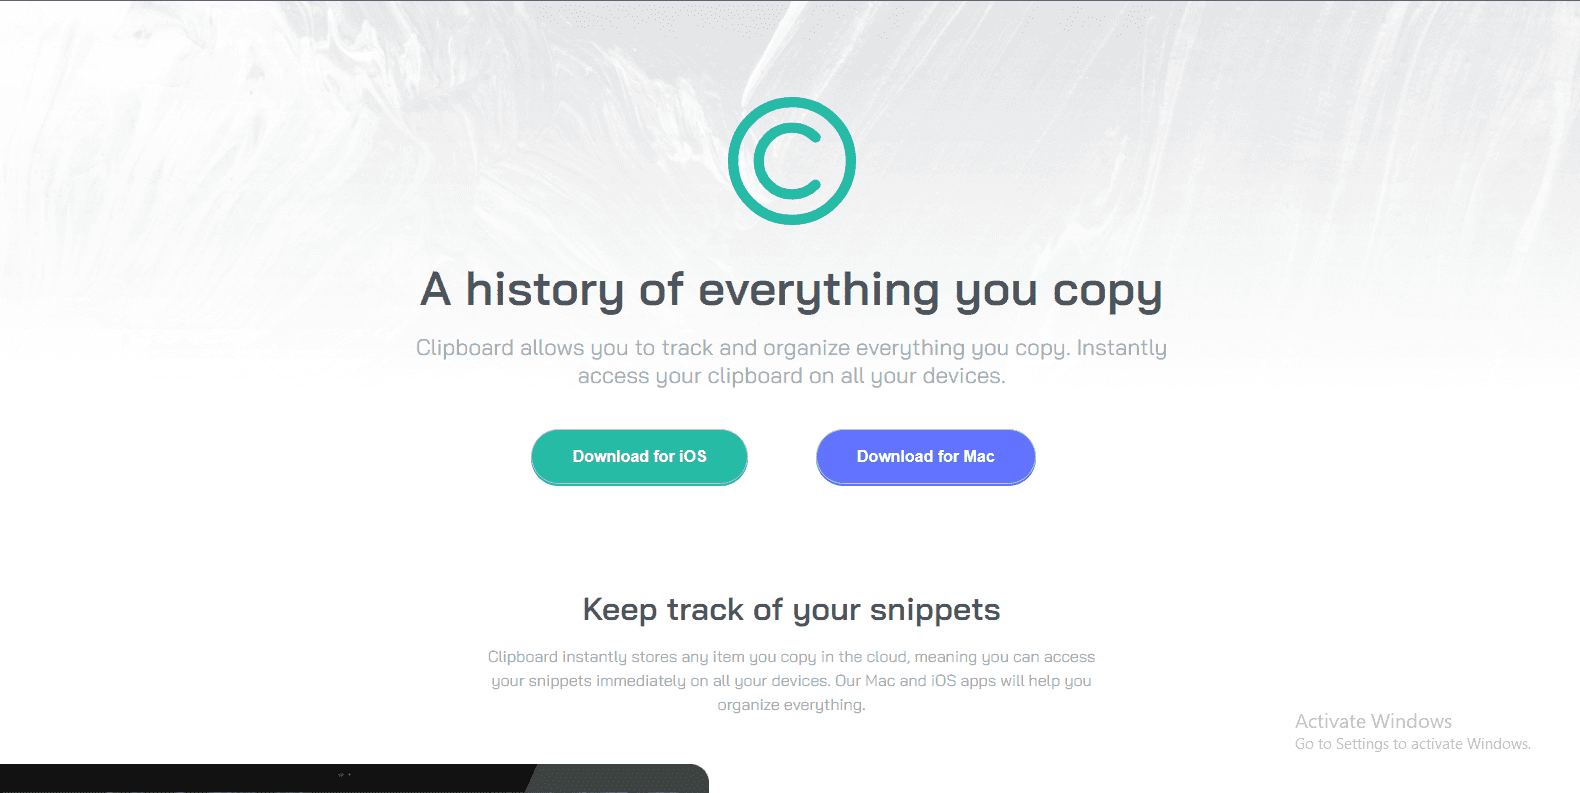 ©
A history of everything you copy
Clipboard allows you to track and organize everything you copy. Instantly
access your clipboard on all your devices.
Download for iOS
Download for Mac
Keep track of your snippets
Clipboard instantly stores any item you copy in the cloud, meaning you can access
your snippets immediately on all your devices. Our Mac and iOS apps will help you
organize everything.
Activate Windows
Go to Settings to activate Windows.